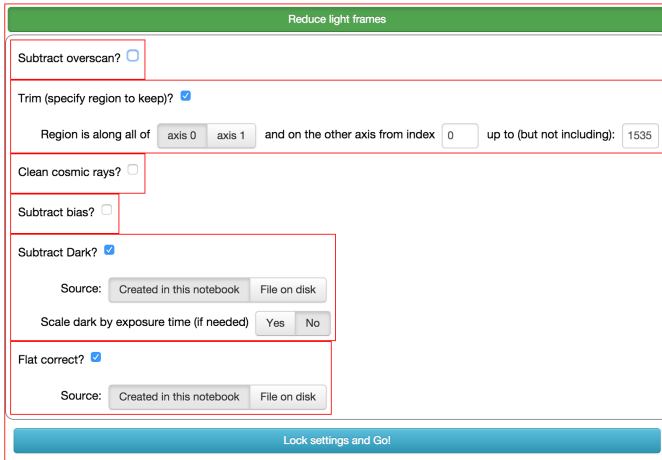 Reduce light frames
Subtract overscan?
Trim (specify region to keep)?
Region is along all of axis 0 axis 1 and on the other axis from index 0 up to (but not including): 1535
Clean cosmic rays?
Subtract bias?
Subtract Dark?
Source: Created in this notebook File on disk
Scale dark by exposure time (if needed) Yes No
Flat correct?
Source: Created in this notebook File on disk
Lock settings and Go!